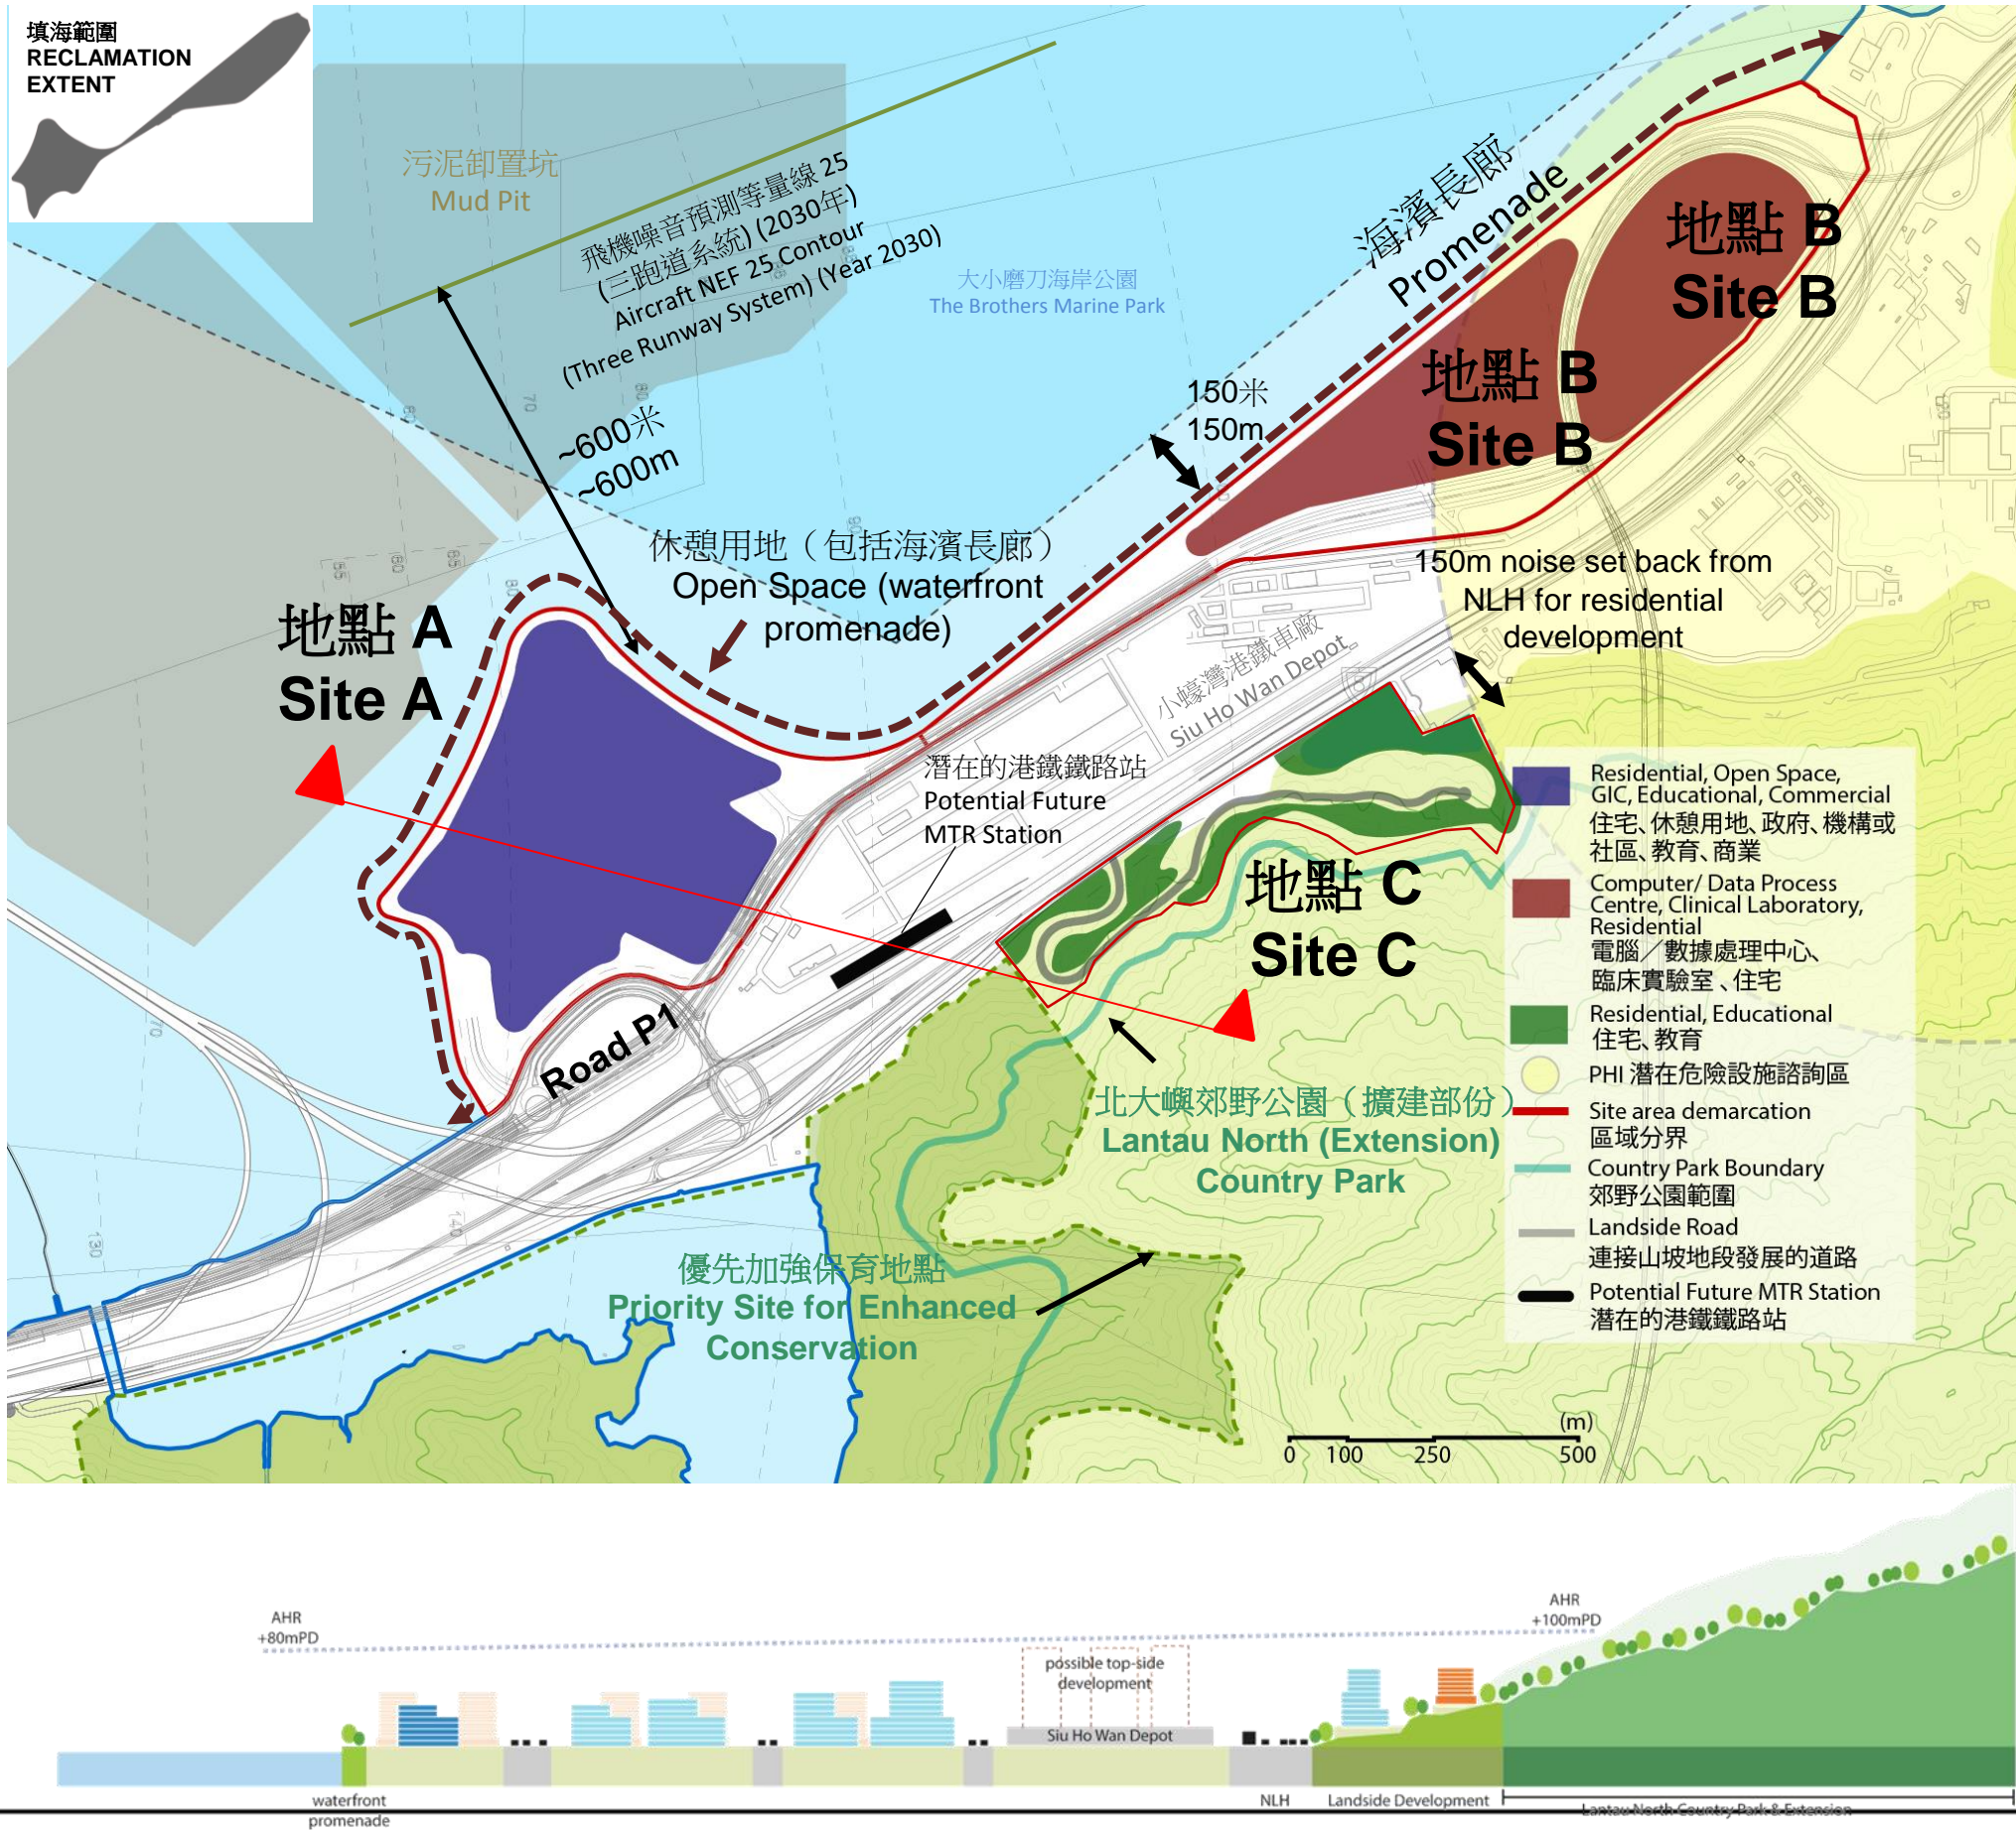 填海範圍
RECLAMATION
EXTENT
污泥卸置坑
Mud Pit
飛機噪音預測等量線 25
(三跑道系統) (2030年)
Aircraft NEF 25 Contour
(Three Runway System) (Year 2030)
大小磨刀海岸公園
The Brothers Marine Park
海濱長廊
Promenade
地點 B
Site B
地點 B
Site B
150米
150m
~600米
~600m
休憩用地（包括海濱長廊）
Open Space (waterfront
promenade)
150m noise set back from
NLH for residential
development
地點 A
Site A
小蠔灣港鐵車廠
Siu Ho Wan Depot
潛在的港鐵鐵路站
Potential Future
MTR Station
地點 C
Site C
Road P1
北大嶼郊野公園（擴建部份）
Lantau North (Extension)
Country Park
優先加強保育地點
Priority Site for Enhanced
Conservation
Residential, Open Space,
GIC, Educational, Commercial
住宅、休憩用地、政府、機構或
社區、教育、商業
Computer/ Data Process
Centre, Clinical Laboratory,
Residential
電腦／數據處理中心、
臨床實驗室、住宅
Residential, Educational
住宅、教育
PHI 潛在危險設施諮詢區
Site area demarcation
區域分界
Country Park Boundary
郊野公園範圍
Landside Road
連接山坡地段發展的道路
Potential Future MTR Station
潛在的港鐵鐵路站
(m)
0 100 250 500
AHR
+80mPD
AHR
+100mPD
possible top-side
development
Siu Ho Wan Depot
waterfront
promenade
NLH
Landside Development
Lantau North Country Park & Extension